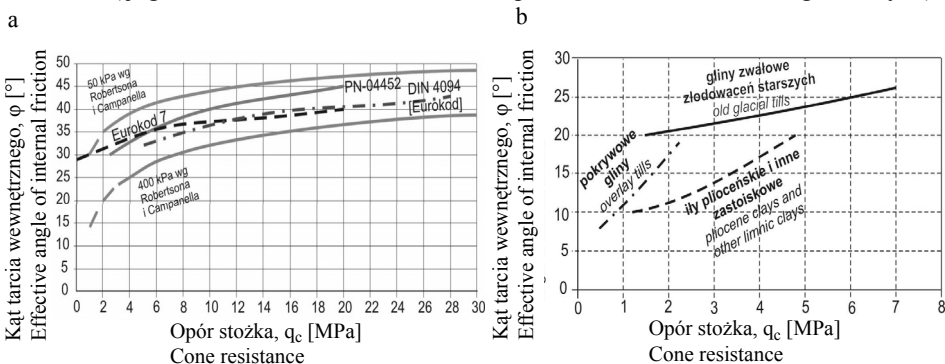 a
Kąt tarcia wewnętrznego, φ [°]
Effective angle of internal friction
50
45
40
35
30
25
20
15
10
5
0
50 kPa wg
Robertsona
i Campanella
Eurokod 7
PN-04452
DIN 4094
[Eurokod]
400 kPa wg
Robertsona
i Campanella
0 2 4 6 8 10 12 14 16 18 20 22 24 26 28 30
Opór stożka, qc [MPa]
Cone resistance
b
Kąt tarcia wewnętrznego, φ [°]
Effective angle of internal friction
30
25
20
15
10
5
0
gliny zwałowe
zlodowaceń starszych
old glacial tills
pokrywowe
gliny
overlay tills
iły plioceńskie i inne
zastoiskowe
pliocene clays and
other limnic clays
0 1 2 3 4 5 6 7 8
Opór stożka, qc [MPa]
Cone resistance